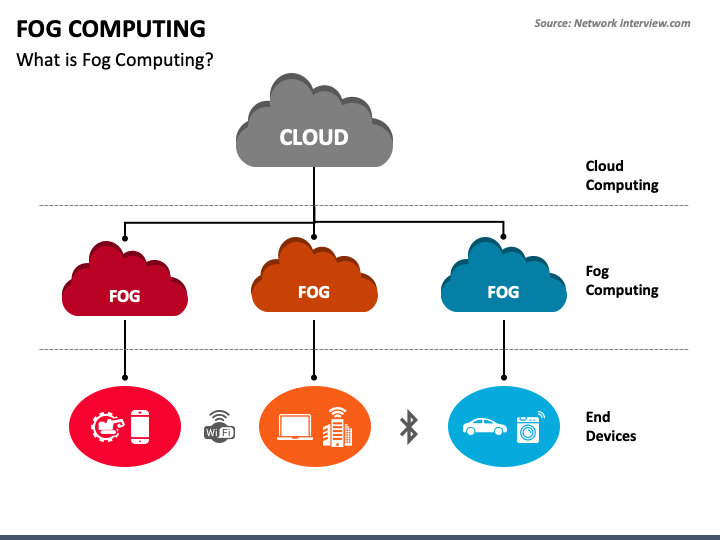 FOG COMPUTING
Source: Network interview.com
What is Fog Computing?
CLOUD
Cloud
Computing
FOG
FOG
FOG
Fog
Computing
Wi Fi
End
Devices